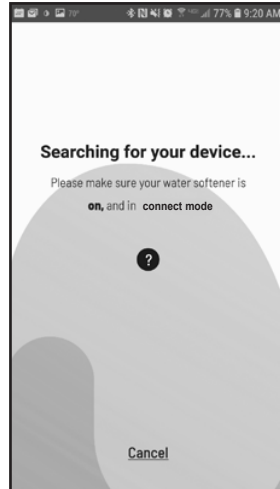 70° 77% 9:20 AM
Searching for your device...
Please make sure your water softener is
on, and in connect mode
?
Cancel